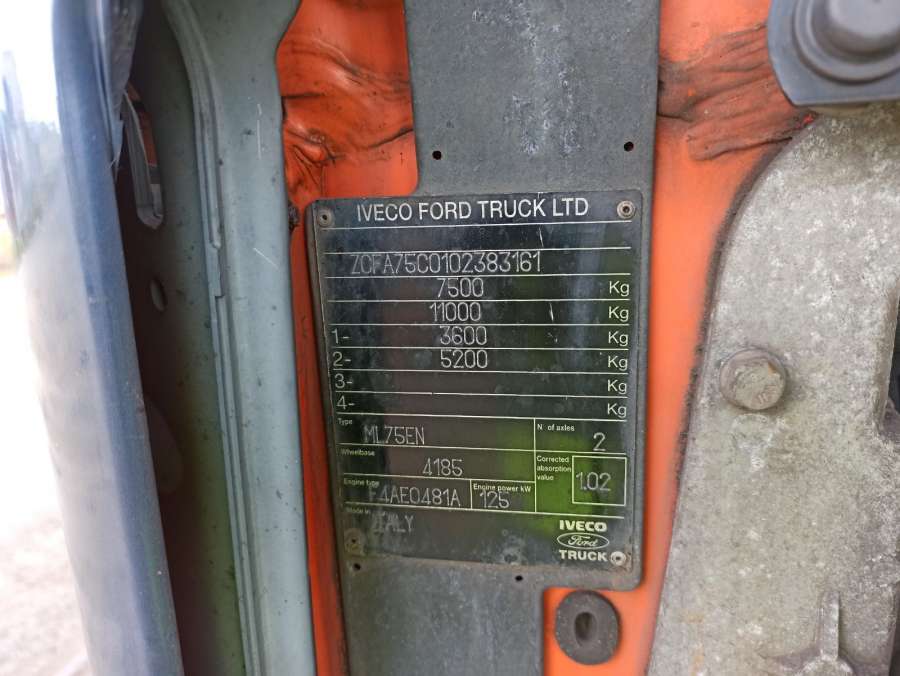 IVECO FORD TRUCK LTD
ZCFA75C0102383161
7500 Kg
11000 Kg
1- 3600 Kg
2- 5200 Kg
3- Kg
4- Kg
Type ML75EN
N° of axles 2
Wheelbase 4185
Corrected absorption value 1.02
Engine type F4AE0481A
Engine power kW 125
Made in ITALY
IVECO
Ford
TRUCK